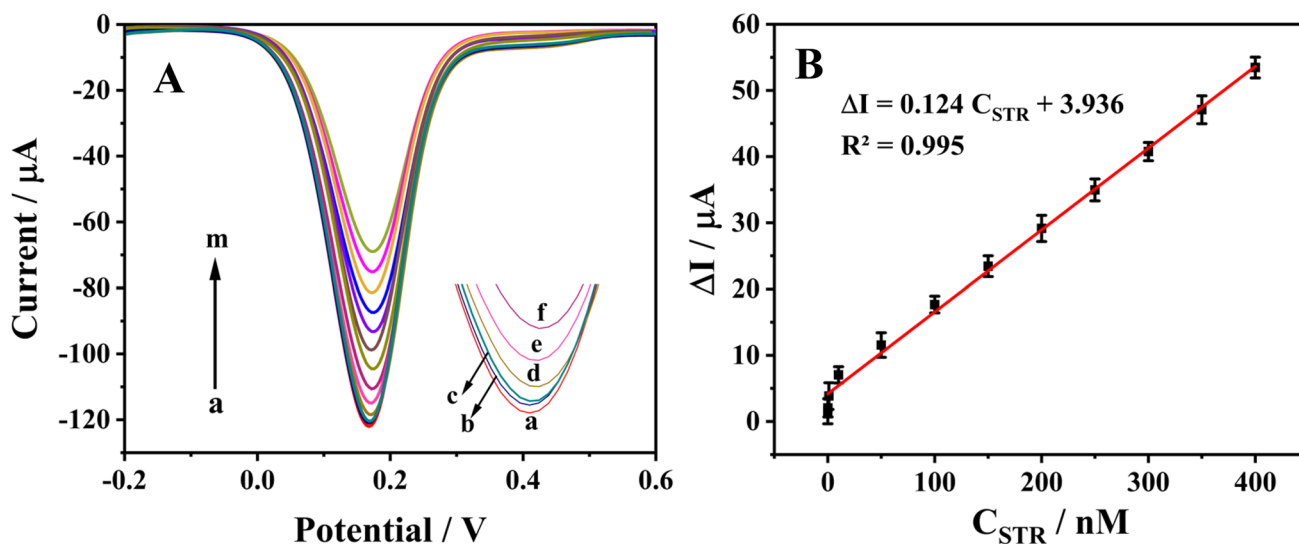 A
0
-20
-40
-60
-80
-100
-120
Current / μA
m
a
f
e
d
c
b
a
-0.2
0.0
0.2
0.4
0.6
Potential / V
B
ΔI = 0.124 C_STR + 3.936
R² = 0.995
60
50
40
30
20
10
0
ΔI / μA
0
100
200
300
400
C_STR / nM